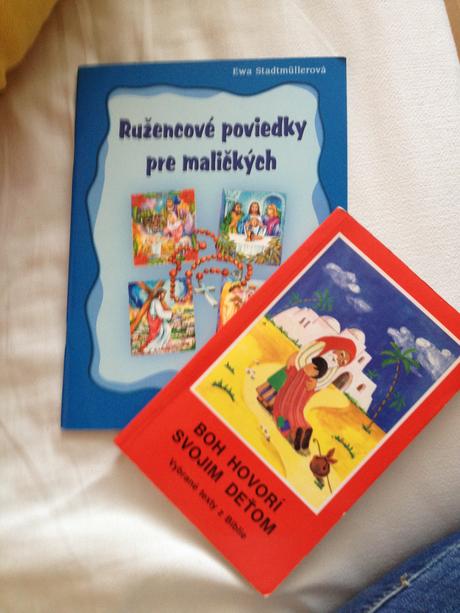 Ewa Stadtmüllerová
Ružencové poviedky
pre maličkých
BOH HOVORÍ
SVOJIM DEŤOM
Vybrané texty z Biblie